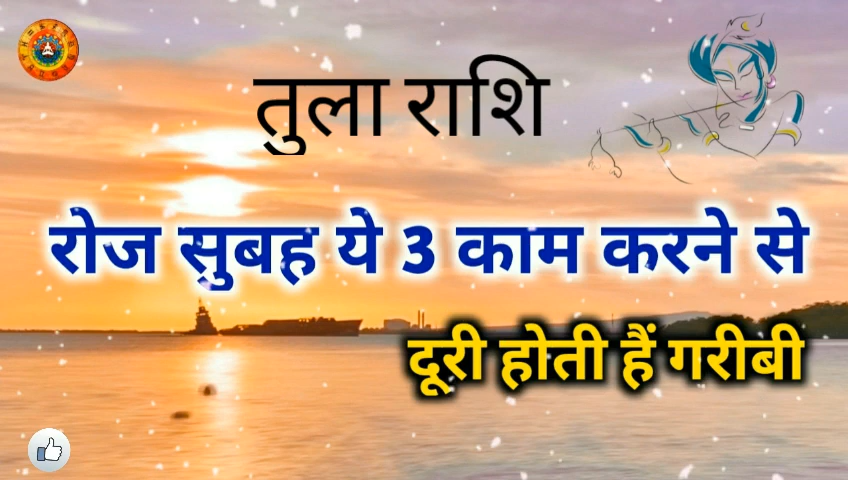 तुला राशि
रोज सुबह ये 3 काम करने से
दूरी होती हैं गरीबी